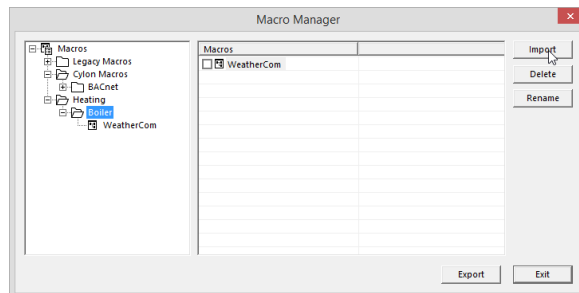 Macro Manager
Macros
Legacy Macros
Cylon Macros
BACnet
Heating
Boiler
WeatherCom
Macros
WeatherCom
Import
Delete
Rename
Export
Exit